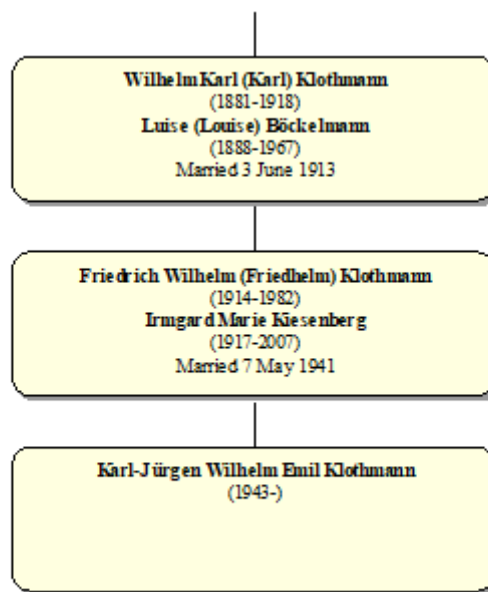 Wilhelm Karl (Karl) Klothmann
(1881-1918)
Luise (Louise) Böckelmann
(1888-1967)
Married 3 June 1913
Friedrich Wilhelm (Friedhelm) Klothmann
(1914-1982)
Irmgard Marie Kiesenberg
(1917-2007)
Married 7 May 1941
Karl-Jürgen Wilhelm Emil Klothmann
(1943-)